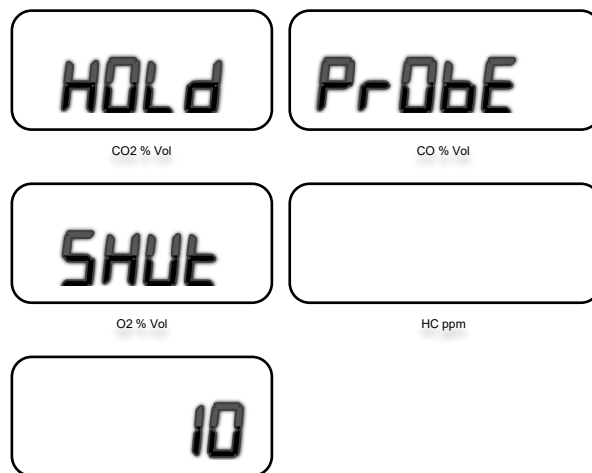 HOLd PrObE
CO2 % Vol CO % Vol
SHUt
O2 % Vol HC ppm
10